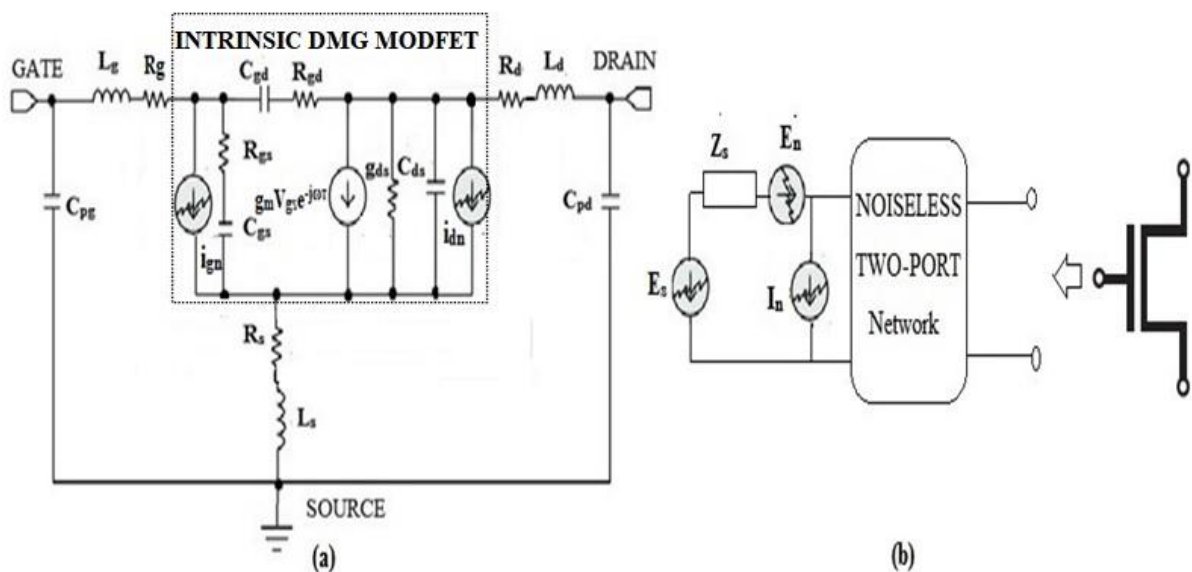 INTRINSIC DMG MODFET
GATE
Lg
Rg
Cgd
Rgd
Rd
Ld
DRAIN
Rgs
Cgs
ign
gmVgse-jωτ
gds
Cds
idn
Cpg
Cpd
Rs
Ls
SOURCE
(a)
Zs
En
Es
In
NOISELESS
TWO-PORT
Network
(b)